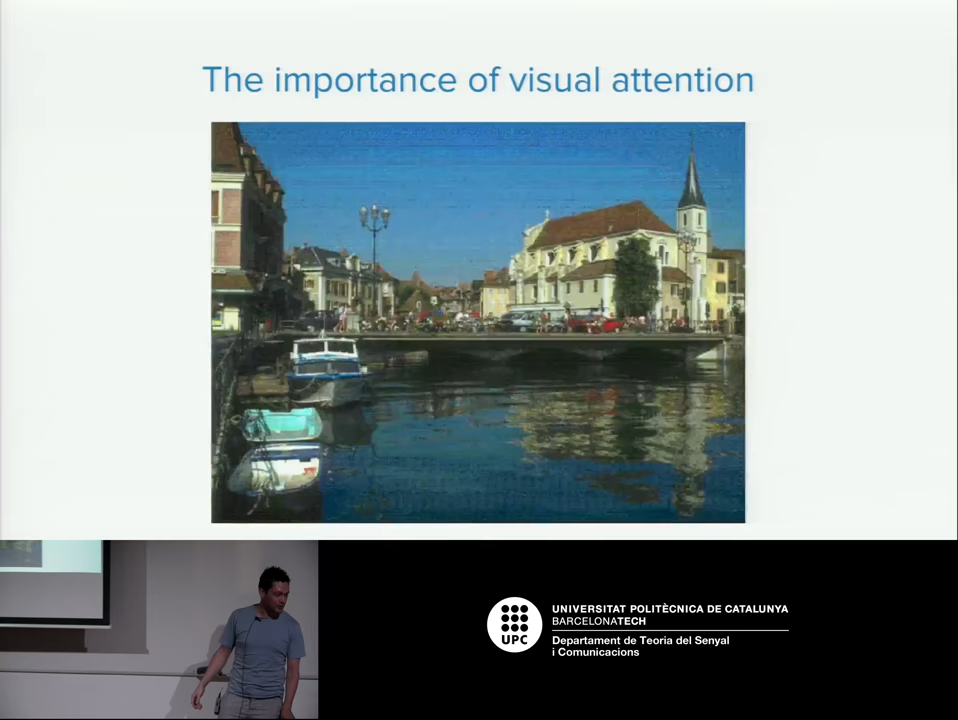 The importance of visual attention
UPC
UNIVERSITAT POLITÈCNICA DE CATALUNYA
BARCELONATECH
Departament de Teoria del Senyal
i Comunicacions